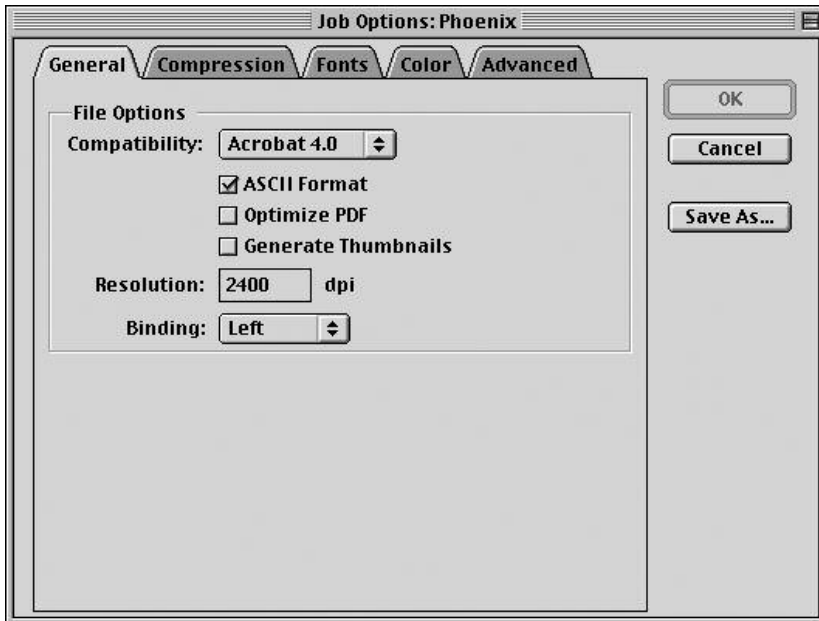 Job Options: Phoenix
General Compression Fonts Color Advanced
File Options
Compatibility: Acrobat 4.0
ASCII Format
Optimize PDF
Generate Thumbnails
Resolution: 2400 dpi
Binding: Left
OK
Cancel
Save As...